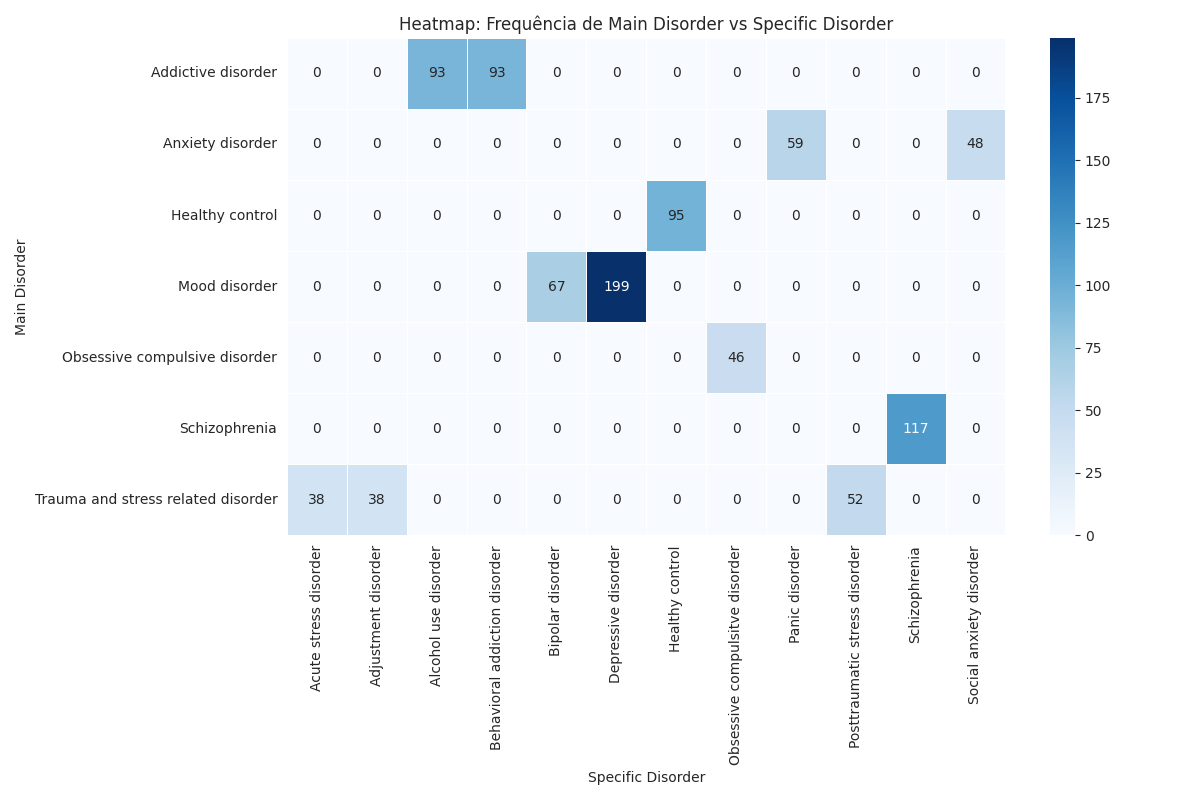 Heatmap: Frequência de Main Disorder vs Specific Disorder
Main Disorder
Addictive disorder 0 0 93 93 0 0 0 0 0 0 0 0
Anxiety disorder 0 0 0 0 0 0 0 0 59 0 0 48
Healthy control 0 0 0 0 0 0 95 0 0 0 0 0
Mood disorder 0 0 0 0 67 199 0 0 0 0 0 0
Obsessive compulsive disorder 0 0 0 0 0 0 0 46 0 0 0 0
Schizophrenia 0 0 0 0 0 0 0 0 0 0 117 0
Trauma and stress related disorder 38 38 0 0 0 0 0 0 0 52 0 0
Acute stress disorder
Adjustment disorder
Alcohol use disorder
Behavioral addiction disorder
Bipolar disorder
Depressive disorder
Healthy control
Obsessive compulsitve disorder
Panic disorder
Posttraumatic stress disorder
Schizophrenia
Social anxiety disorder
Specific Disorder
175
150
125
100
75
50
25
0